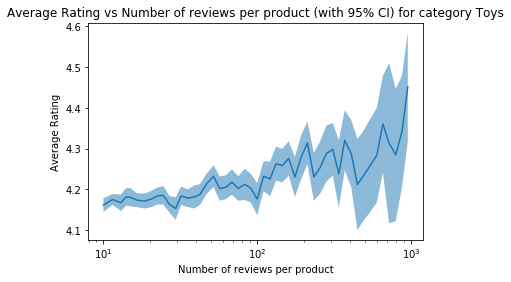 Average Rating vs Number of reviews per product (with 95% CI) for category Toys
4.6
4.5
4.4
4.3
4.2
4.1
Average Rating
10¹ 10² 10³
Number of reviews per product